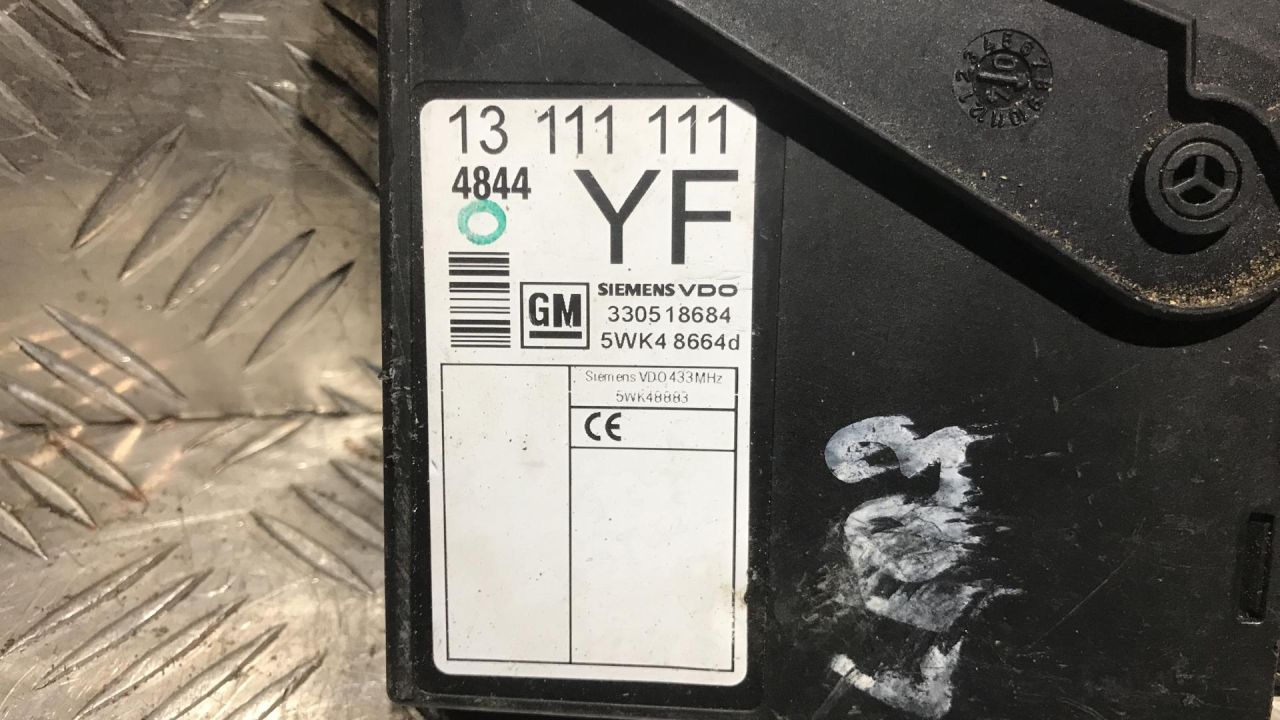 13 111 111
4844
YF
GM
SIEMENS VDO
330518684
5WK4 8664d
Siemens VDO 433MHz
5WK48883
CE